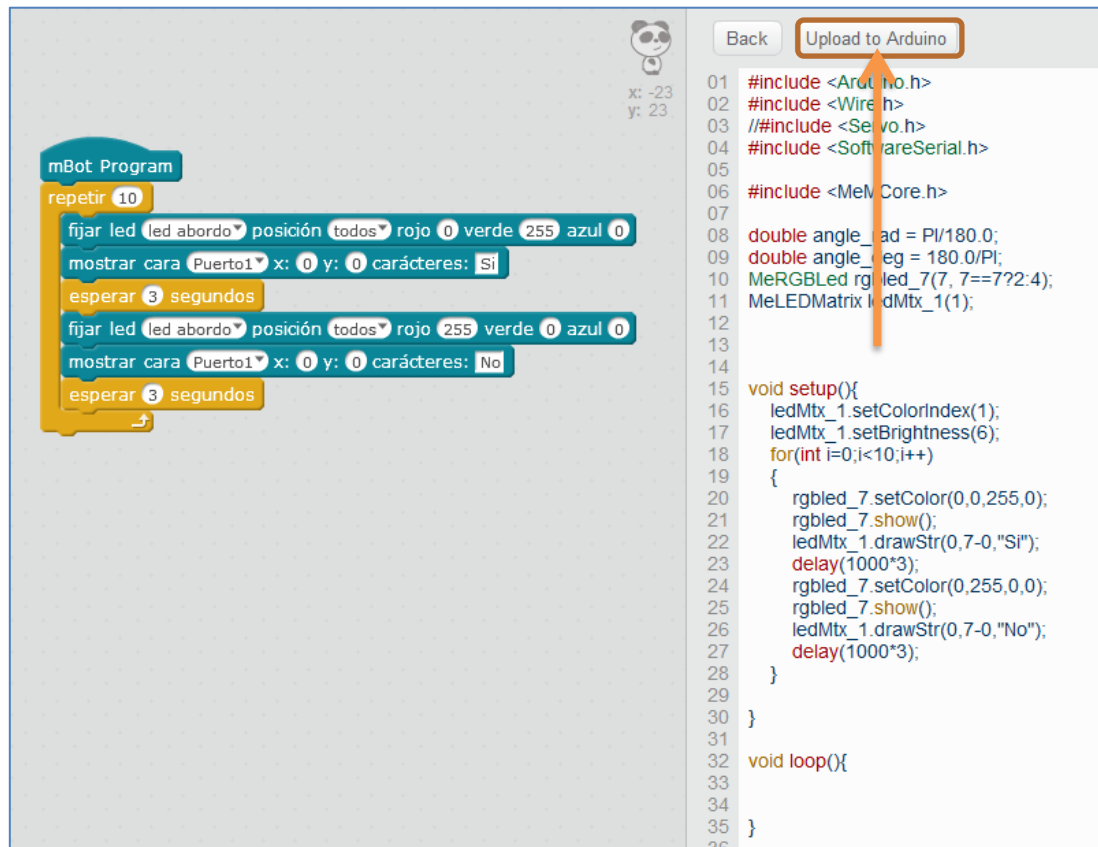 x: -23
y: 23
mBot Program
repetir 10
fijar led led abordo posición todos rojo 0 verde 255 azul 0
mostrar cara Puerto1 x: 0 y: 0 carácteres: Si
esperar 3 segundos
fijar led led abordo posición todos rojo 255 verde 0 azul 0
mostrar cara Puerto1 x: 0 y: 0 carácteres: No
esperar 3 segundos
Back Upload to Arduino
01 #include <Arduino.h>
02 #include <Wire.h>
03 //#include <Servo.h>
04 #include <SoftwareSerial.h>
05
06 #include <MeMCore.h>
07
08 double angle_rad = PI/180.0;
09 double angle_deg = 180.0/PI;
10 MeRGBLed rgbled_7(7, 7==7?2:4);
11 MeLEDMatrix ledMtx_1(1);
12
13
14
15 void setup(){
16 ledMtx_1.setColorIndex(1);
17 ledMtx_1.setBrightness(6);
18 for(int i=0;i<10;i++)
19 {
20 rgbled_7.setColor(0,0,255,0);
21 rgbled_7.show();
22 ledMtx_1.drawStr(0,7-0,"Si");
23 delay(1000*3);
24 rgbled_7.setColor(0,255,0,0);
25 rgbled_7.show();
26 ledMtx_1.drawStr(0,7-0,"No");
27 delay(1000*3);
28 }
29
30 }
31
32 void loop(){
33
34
35 }